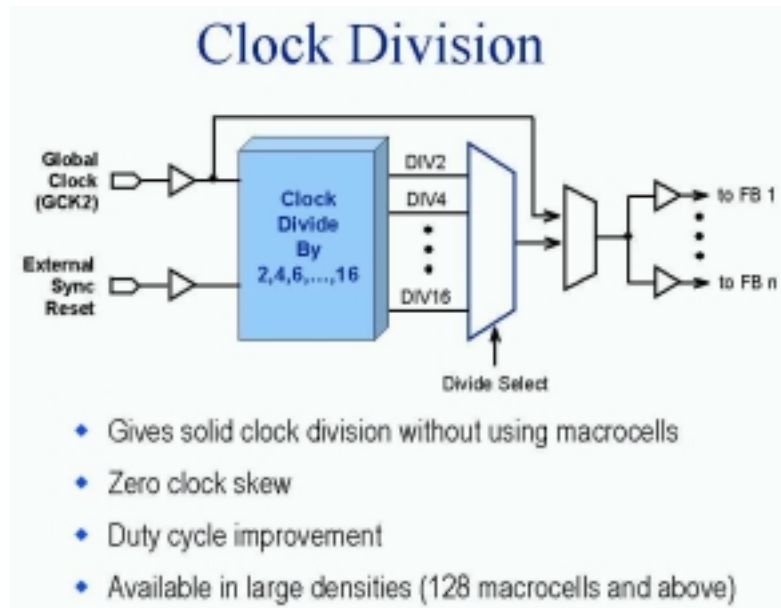 Clock Division
Global
Clock
(GCK2)
External
Sync
Reset
Clock
Divide
By
2,4,6,...,16
DIV2
DIV4
DIV16
Divide Select
to FB 1
to FB n
Gives solid clock division without using macrocells
Zero clock skew
Duty cycle improvement
Available in large densities (128 macrocells and above)